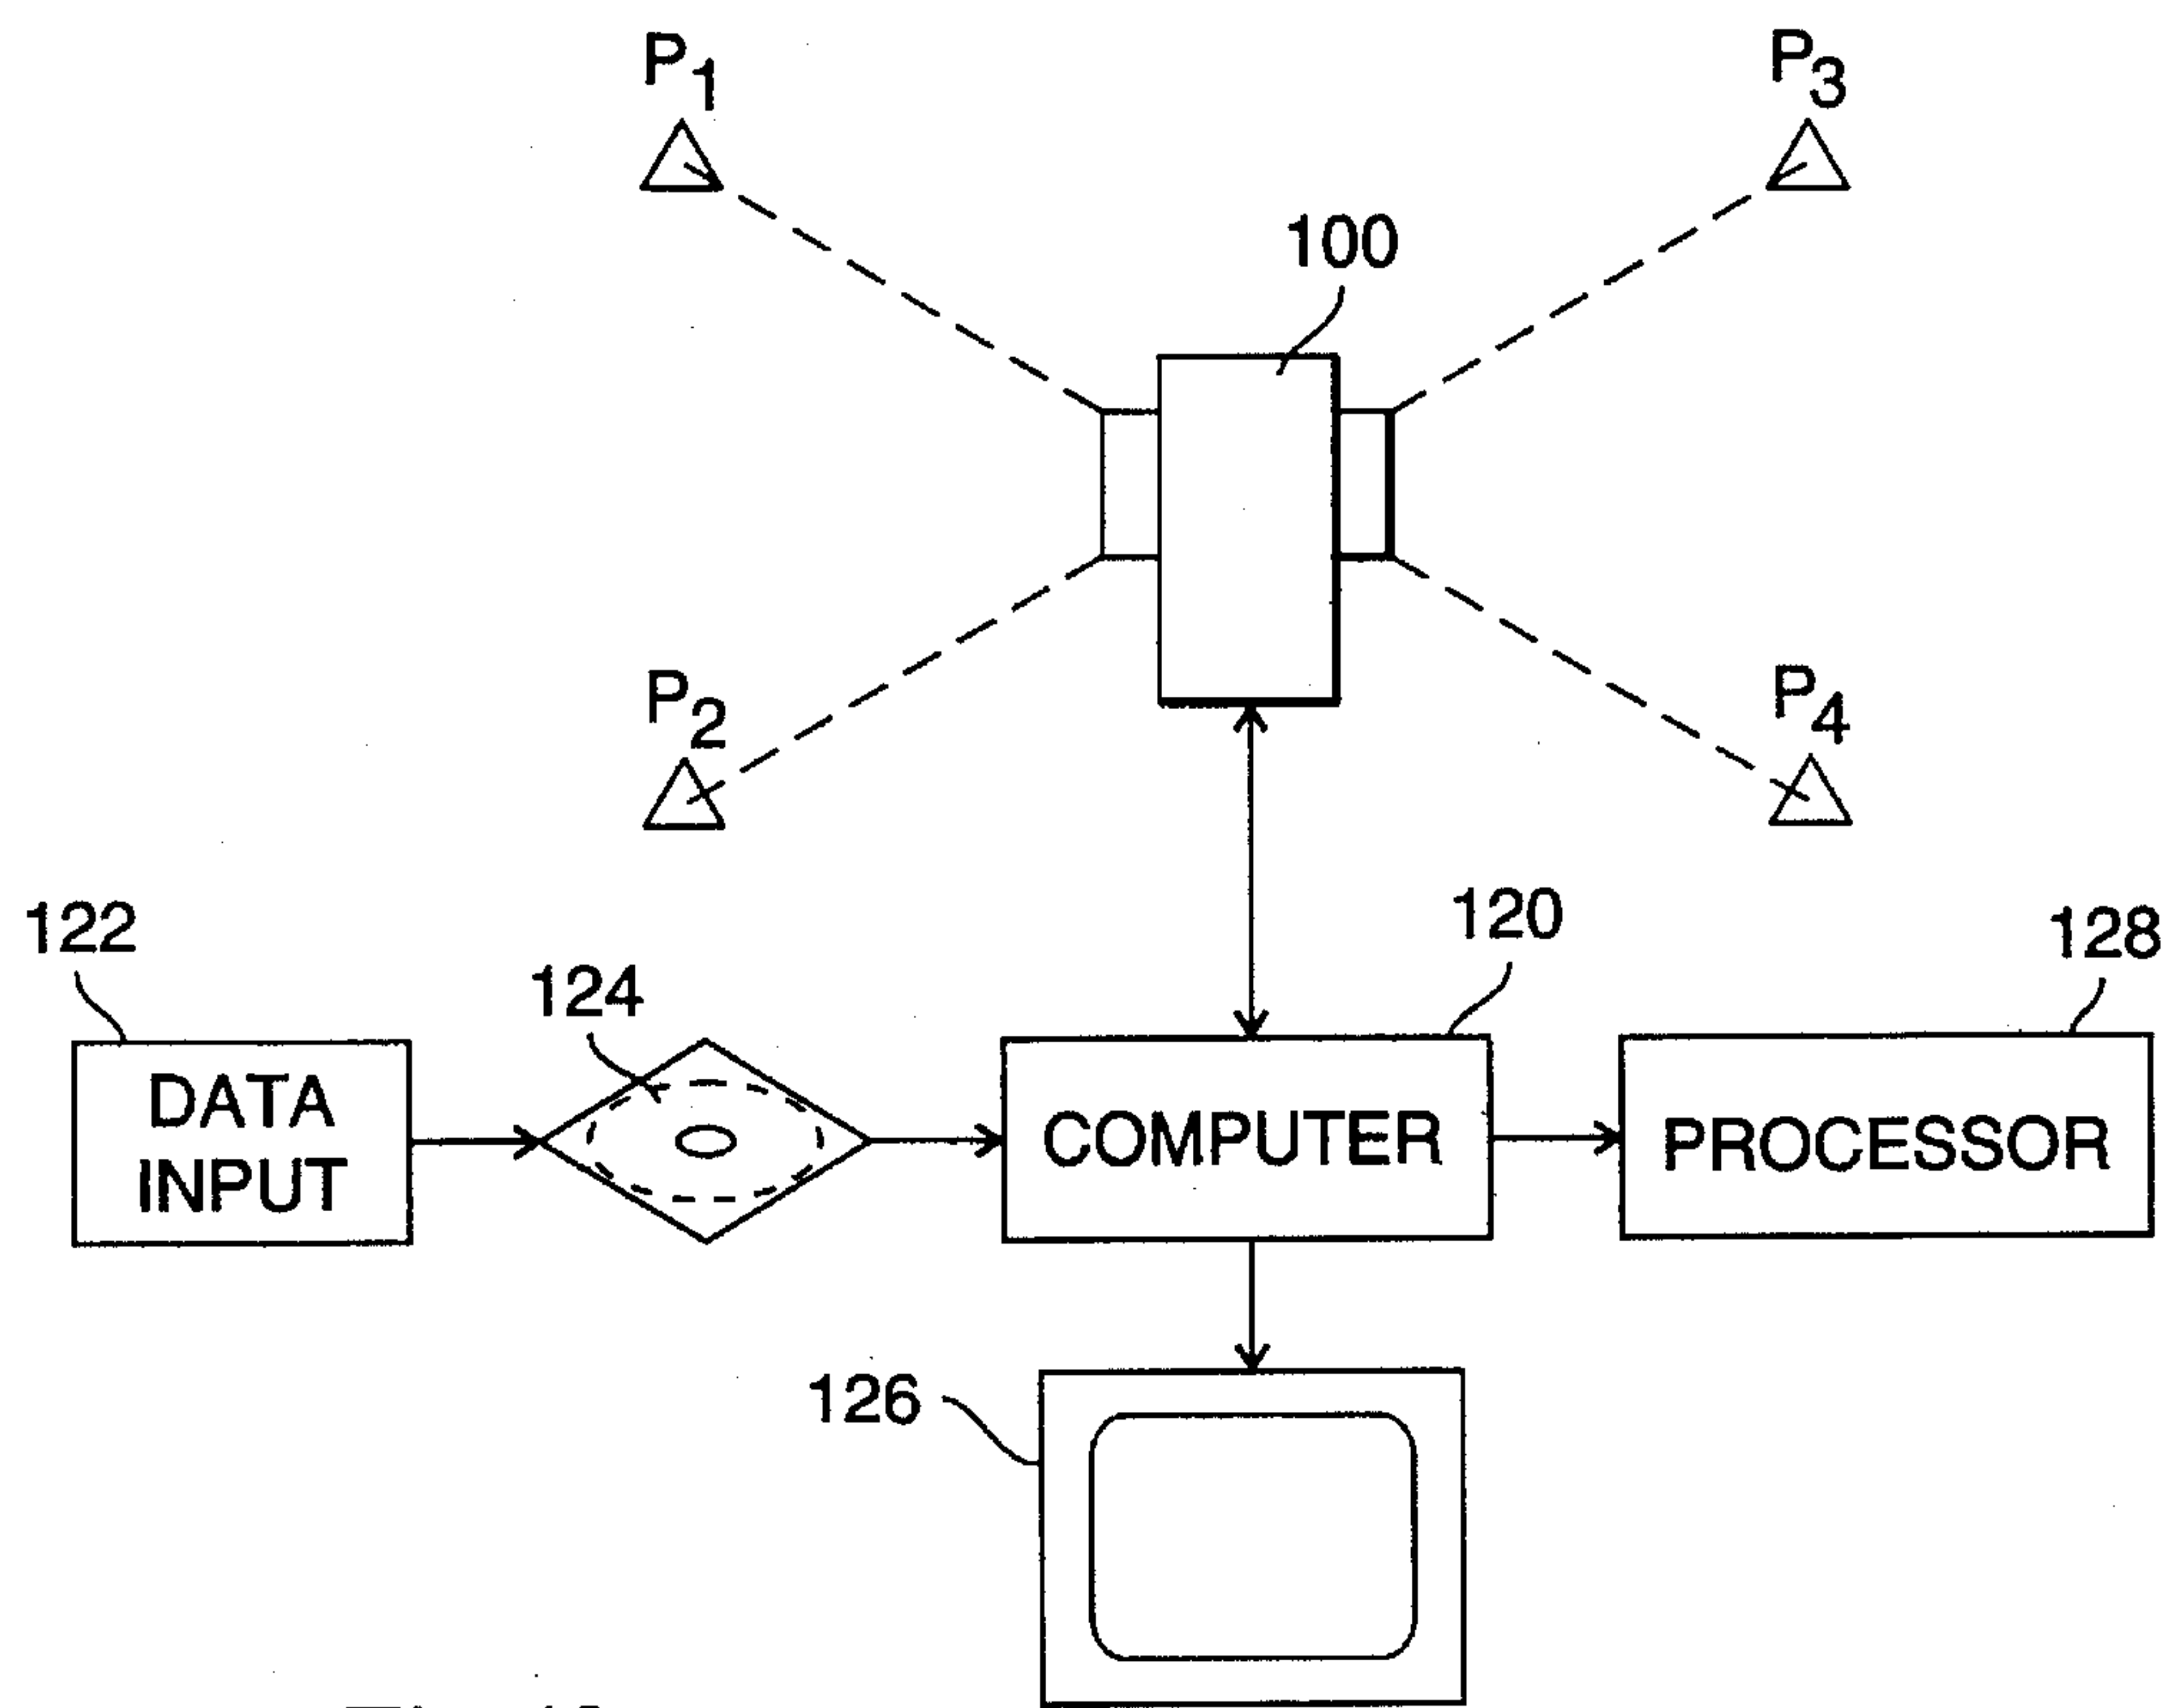 P1
P3
100
P2
P4
122
124
120
128
DATA
INPUT
COMPUTER
PROCESSOR
126